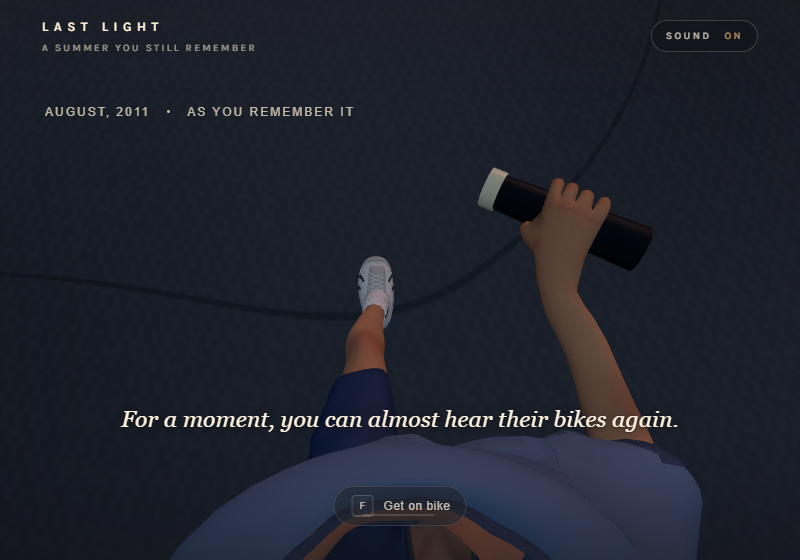 LAST LIGHT
A SUMMER YOU STILL REMEMBER
SOUND ON
AUGUST, 2011 • AS YOU REMEMBER IT
For a moment, you can almost hear their bikes again.
F Get on bike